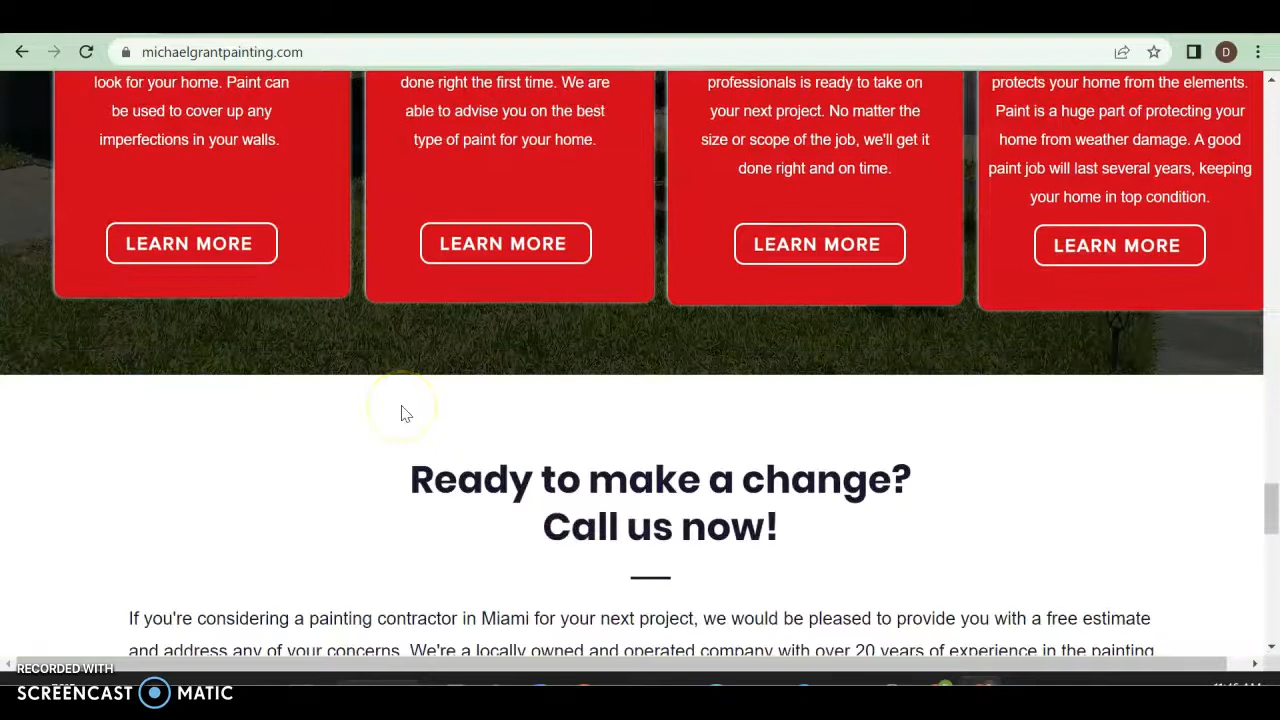 michaelgrantpainting.com
D
look for your home. Paint can
be used to cover up any
imperfections in your walls.
LEARN MORE
done right the first time. We are
able to advise you on the best
type of paint for your home.
LEARN MORE
professionals is ready to take on
your next project. No matter the
size or scope of the job, we'll get it
done right and on time.
LEARN MORE
protects your home from the elements.
Paint is a huge part of protecting your
home from weather damage. A good
paint job will last several years, keeping
your home in top condition.
LEARN MORE
Ready to make a change?
Call us now!
If you're considering a painting contractor in Miami for your next project, we would be pleased to provide you with a free estimate
and address any of your concerns. We're a locally owned and operated company with over 20 years of experience in the painting
RECORDED WITH
SCREENCAST MATIC